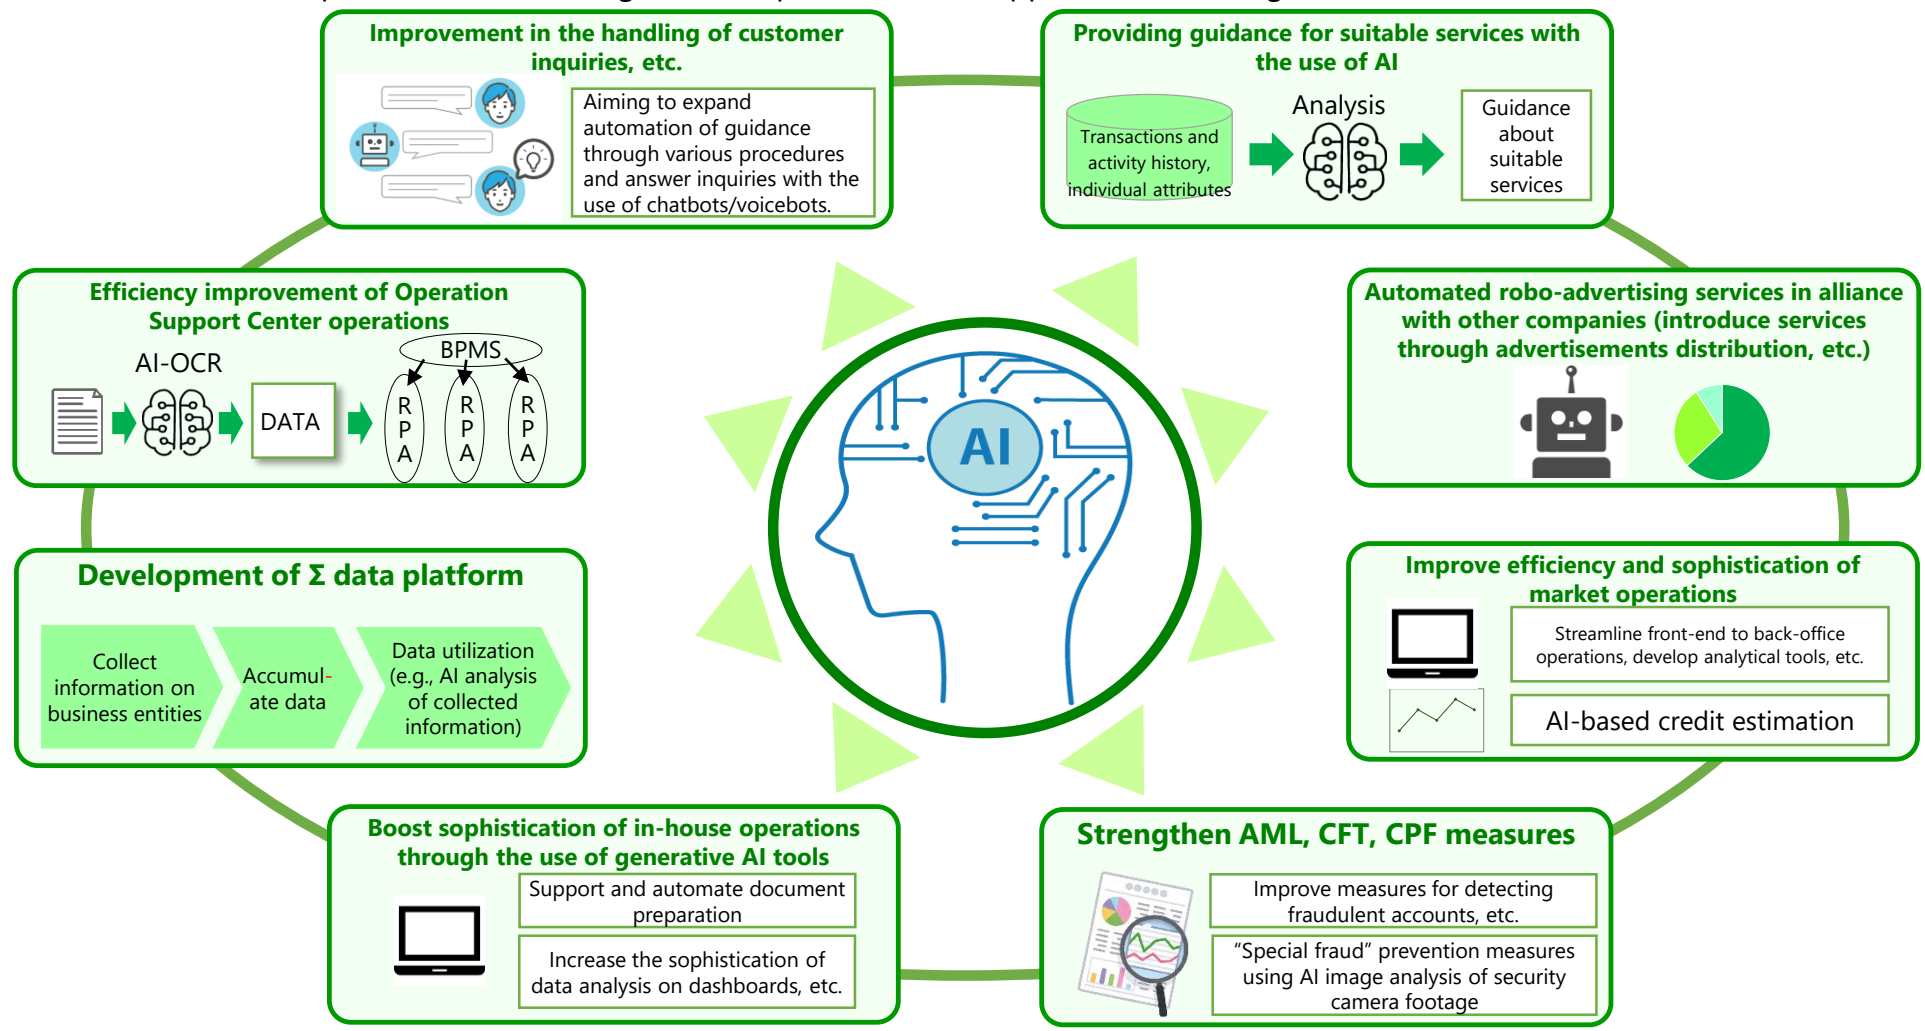 Improvement in the handling of customer
inquiries, etc.
Aiming to expand
automation of guidance
through various procedures
and answer inquiries with the
use of chatbots/voicebots.
Providing guidance for suitable services with
the use of AI
Transactions and
activity history,
individual attributes
Analysis
Guidance
about
suitable
services
Efficiency improvement of Operation
Support Center operations
AI-OCR
DATA
BPMS
RPA
RPA
RPA
AI
Automated robo-advertising services in alliance
with other companies (introduce services
through advertisements distribution, etc.)
Development of Σ data platform
Collect
information on
business entities
Accumul-
ate data
Data utilization
(e.g., AI analysis
of collected
information)
Improve efficiency and sophistication of
market operations
Streamline front-end to back-office
operations, develop analytical tools, etc.
AI-based credit estimation
Boost sophistication of in-house operations
through the use of generative AI tools
Support and automate document
preparation
Increase the sophistication of
data analysis on dashboards, etc.
Strengthen AML, CFT, CPF measures
Improve measures for detecting
fraudulent accounts, etc.
“Special fraud” prevention measures
using AI image analysis of security
camera footage